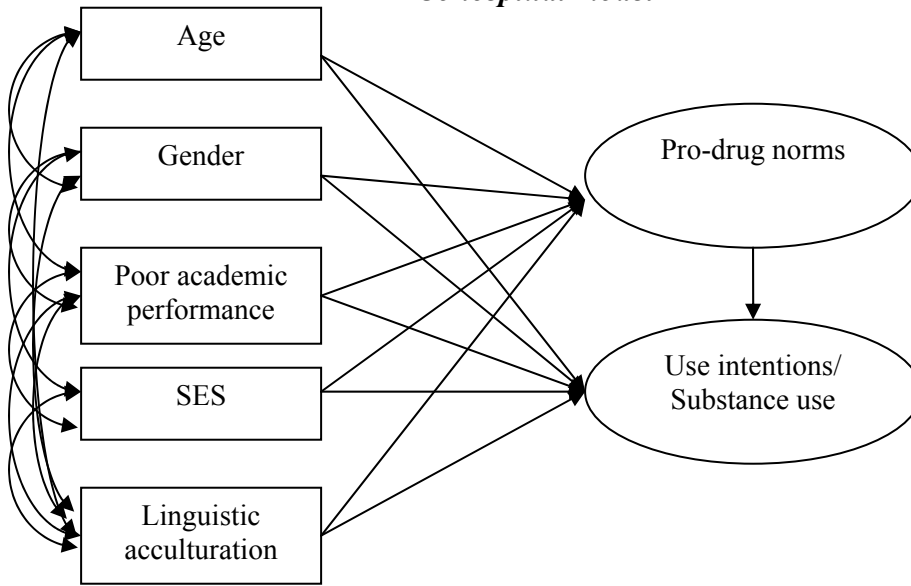 Age
Gender
Poor academic
performance
SES
Linguistic
acculturation
Pro-drug norms
Use intentions/
Substance use